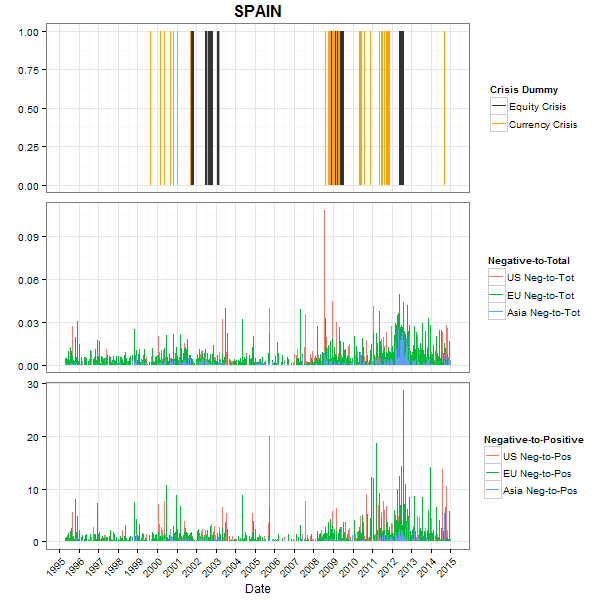 SPAIN
1.00
0.75
0.50
0.25
0.00
Crisis Dummy
Equity Crisis
Currency Crisis
0.09
0.06
0.03
0.00
Negative-to-Total
US Neg-to-Tot
EU Neg-to-Tot
Asia Neg-to-Tot
30
20
10
0
Negative-to-Positive
US Neg-to-Pos
EU Neg-to-Pos
Asia Neg-to-Pos
1995 1996 1997 1998 1999 2000 2001 2002 2003 2004 2005 2006 2007 2007 2008 2009 2010 2011 2012 2013 2014 2015
Date